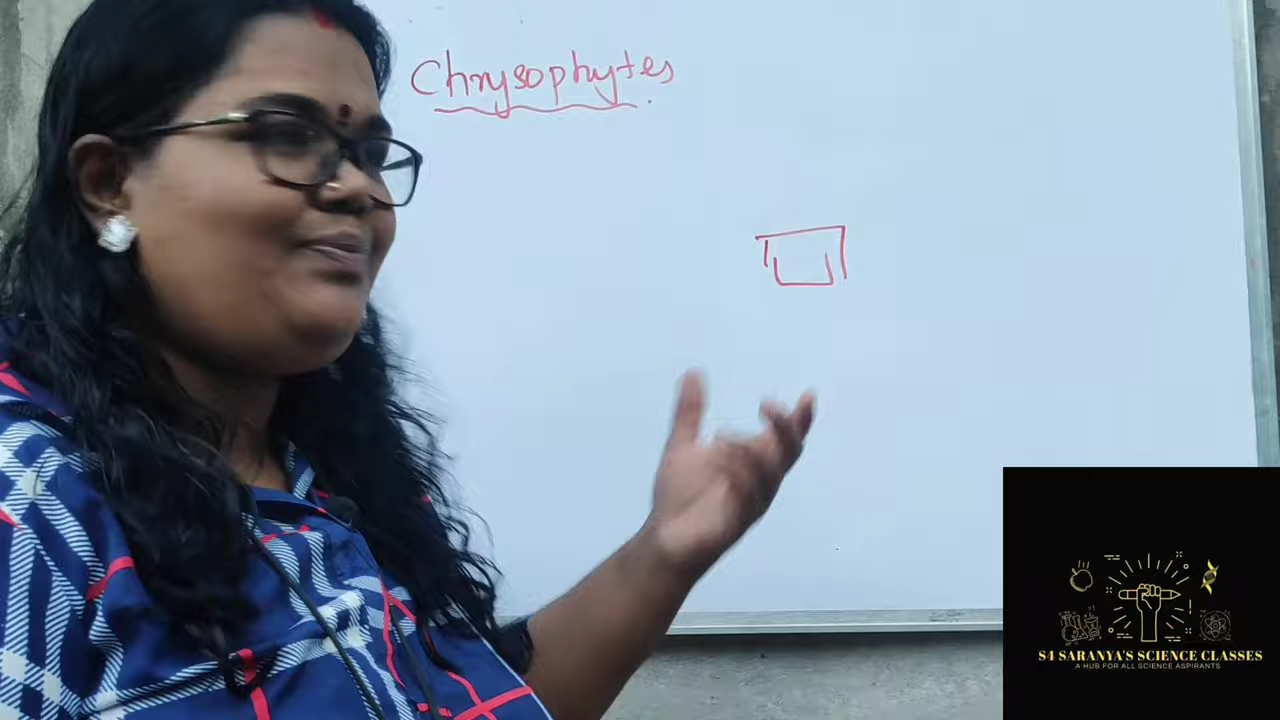 Chrysophytes
S4 SARANYA'S SCIENCE CLASSES
A HUB FOR ALL SCIENCE ASPIRANTS